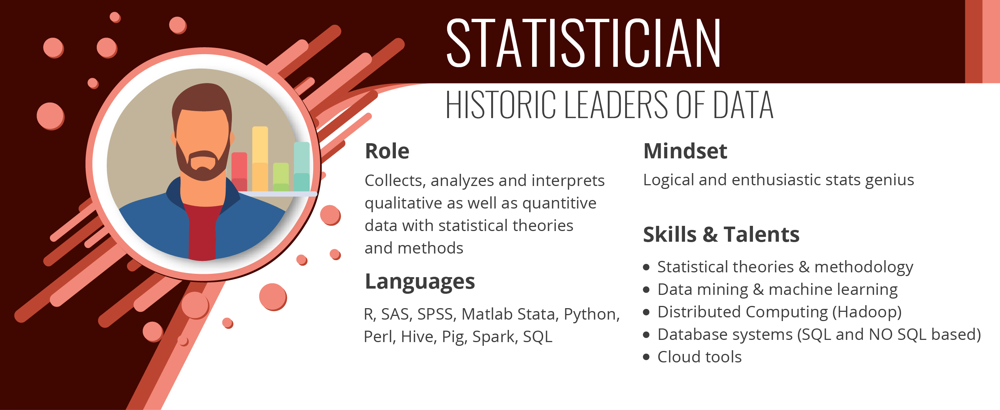 STATISTICIAN
HISTORIC LEADERS OF DATA
Role
Collects, analyzes and interprets
qualitative as well as quantitive
data with statistical theories
and methods
Languages
R, SAS, SPSS, Matlab Stata, Python,
Perl, Hive, Pig, Spark, SQL
Mindset
Logical and enthusiastic stats genius
Skills & Talents
• Statistical theories & methodology
• Data mining & machine learning
• Distributed Computing (Hadoop)
• Database systems (SQL and NO SQL based)
• Cloud tools